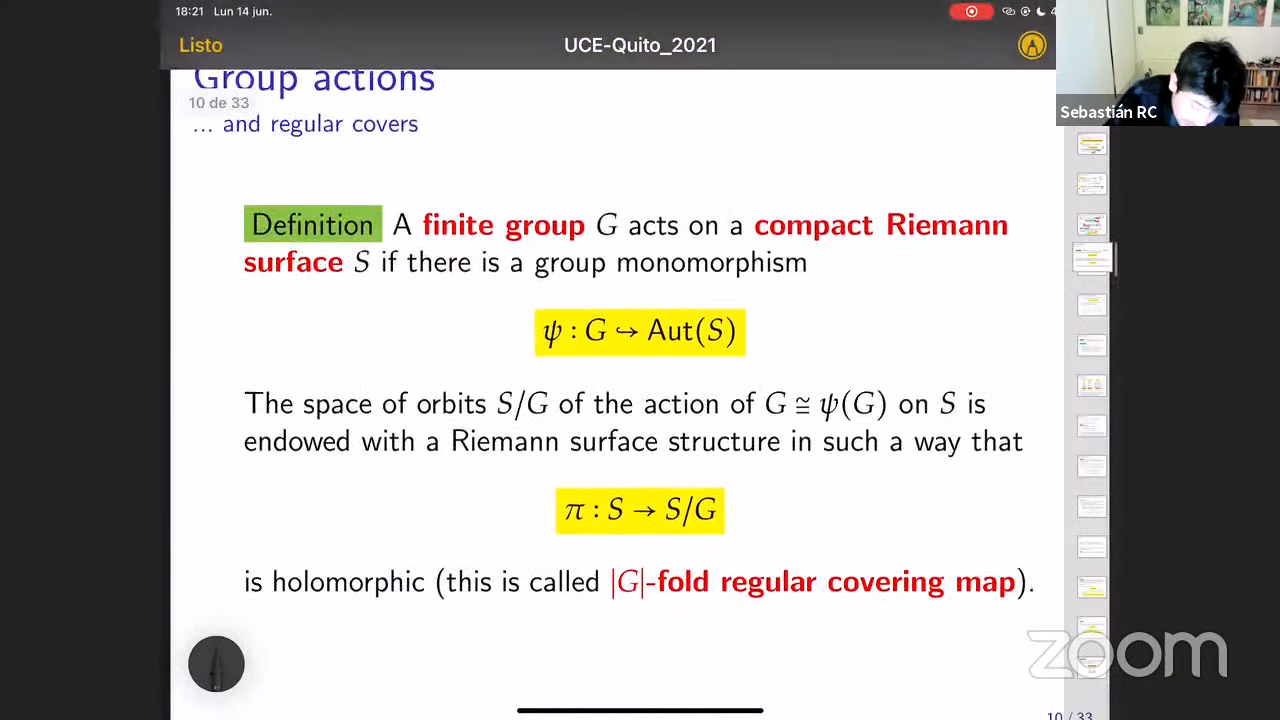 18:21 Lun 14 jun.
Listo
UCE-Quito_2021
Group actions
10 de 33
... and regular covers
Sebastián RC
Definition A finite group G acts on a compact Riemann
surface S if there is a group monomorphism
ψ : G ↪ Aut(S)
The space of orbits S/G of the action of G ≅ ψ(G) on S is
endowed with a Riemann surface structure in such a way that
π : S → S/G
is holomorphic (this is called |G|-fold regular covering map).
zoom
10 / 33